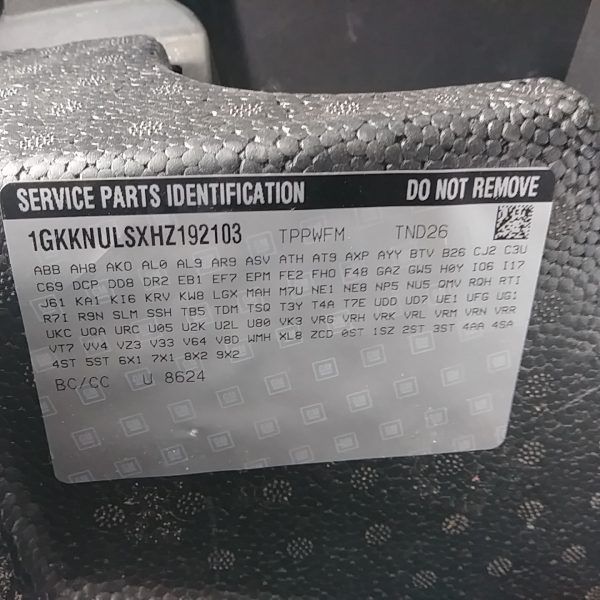 SERVICE PARTS IDENTIFICATION DO NOT REMOVE
1GKKNULSXHZ192103 TPPWFM TND26
ABB AH8 AKO AL0 AL9 AR9 ASV ATH AT9 AXP AYY BTV B26 CJ2 C3U
C69 DCP DD8 DR2 EB1 EF7 EPM FE2 FHO F48 GAZ GW5 H0Y IO6 I17
J61 KA1 KI6 KRV KW8 LGX MAH M7U NE1 NE8 NP5 NU5 QMV RQH RTI
R7I R9N SLM SSH TB5 TDM TSQ T3Y T4A T7E UDD UD7 UE1 UFG UG1
UKC UQA URC U05 U2K U2L U80 VK3 VRG VRH VRK VRL VRM VRN VRR
VT7 VV4 VZ3 V33 V64 V8D WMH XL8 ZCD 0ST 1SZ 2ST 3ST 4AA 4SA
4ST 5ST 6X1 7X1 8X2 9X2
BC/CC U 8624